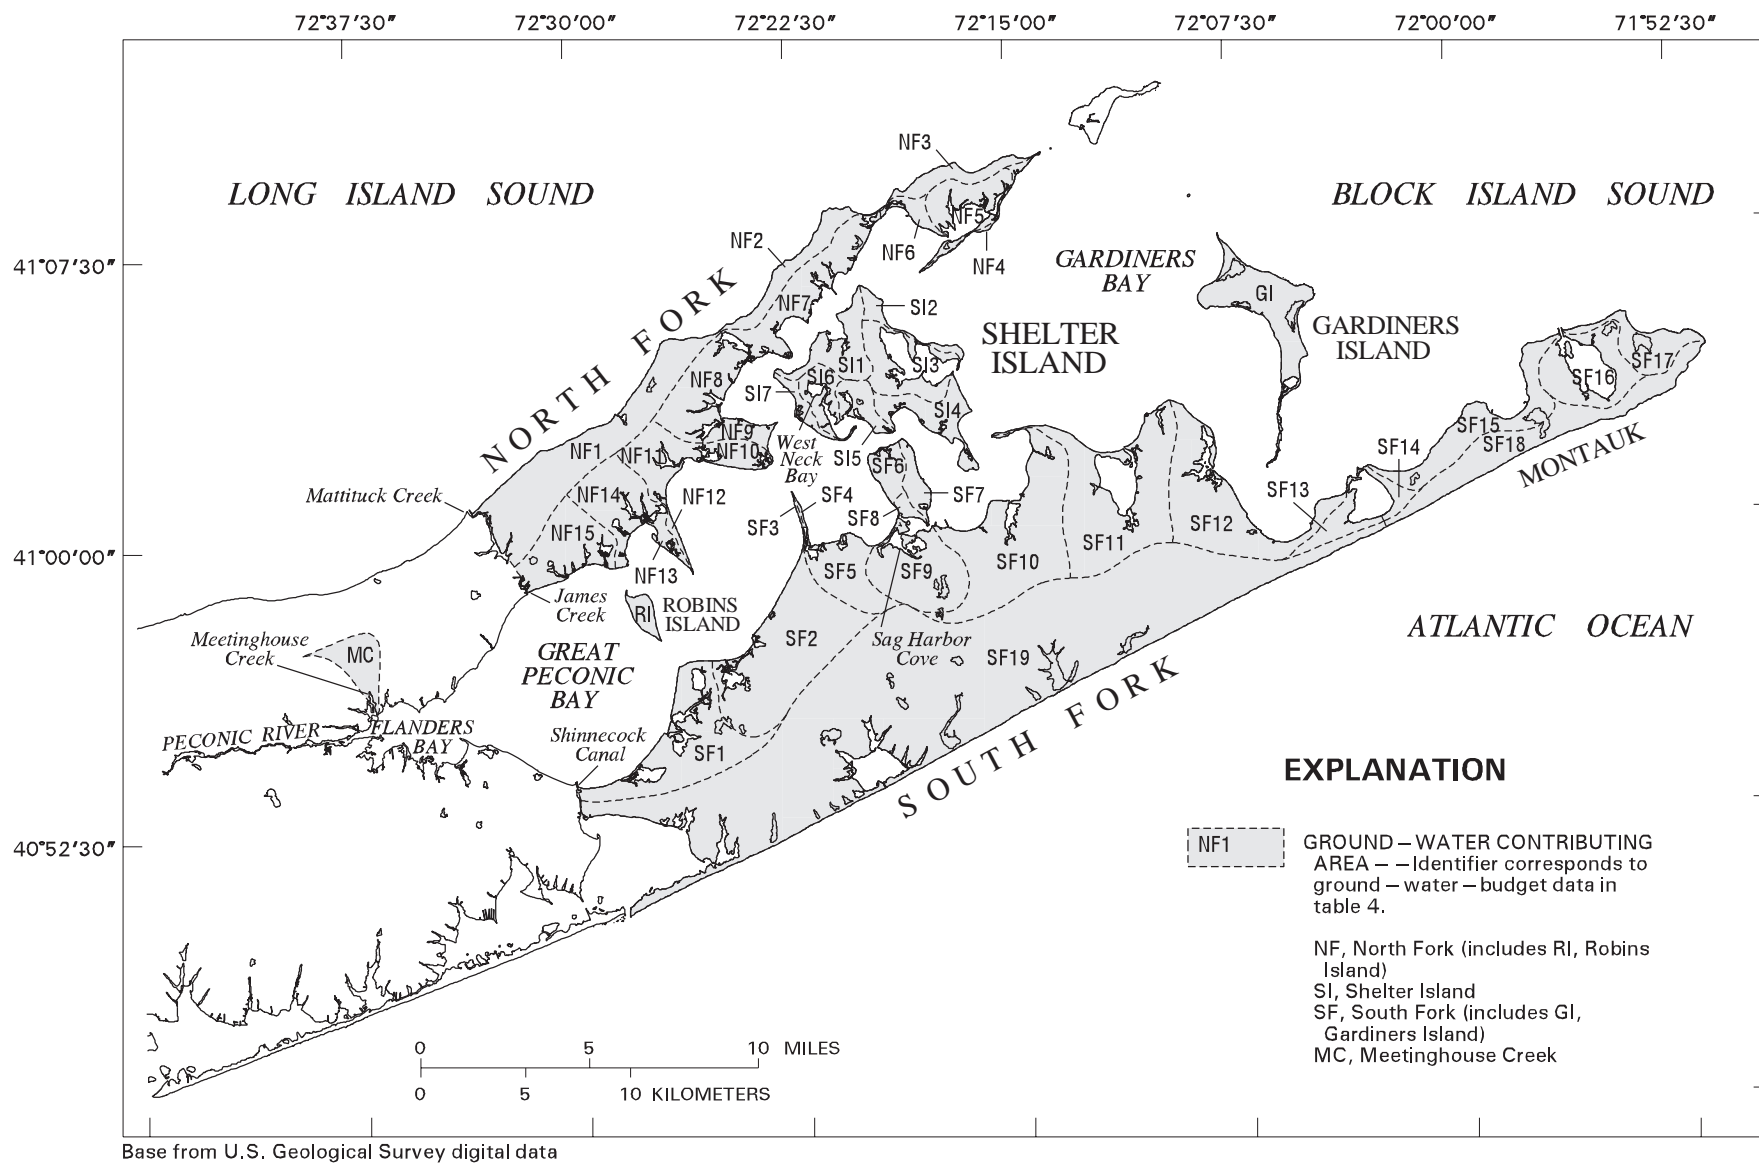 72°37'30" 72°30'00" 72°22'30" 72°15'00" 72°07'30" 72°00'00" 71°52'30"
NF3
LONG ISLAND SOUND
BLOCK ISLAND SOUND
NF5
NF2
NF6
NF4
GARDINERS
BAY
41°07'30"
NF7
GI
SI2
NORTH FORK
SHELTER
ISLAND
GARDINERS
ISLAND
SI1
SI3
SF17
NF8
SI6
SF16
SI7
SI4
NF9
NF10
SF15
SF18
NF1
NF11
West
Neck
Bay
SI5
SF6
SF14
MONTAUK
Mattituck Creek
NF14
NF12
SF4
SF7
SF13
SF3
SF8
SF12
NF15
SF11
41°00'00"
NF13
SF5
SF9
SF10
James
Creek
RI
ROBINS
ISLAND
Meetinghouse
Creek
MC
SF2
Sag Harbor
Cove
SF19
ATLANTIC OCEAN
GREAT
PECONIC
BAY
PECONIC RIVER
FLANDERS
BAY
Shinnecock
Canal
SF1
SOUTH FORK
40°52'30"
EXPLANATION
NF1
GROUND–WATER CONTRIBUTING
AREA – –Identifier corresponds to
ground–water–budget data in
table 4.
NF, North Fork (includes RI, Robins
Island)
SI, Shelter Island
SF, South Fork (includes GI,
Gardiners Island)
MC, Meetinghouse Creek
0 5 10 MILES
0 5 10 KILOMETERS
Base from U.S. Geological Survey digital data